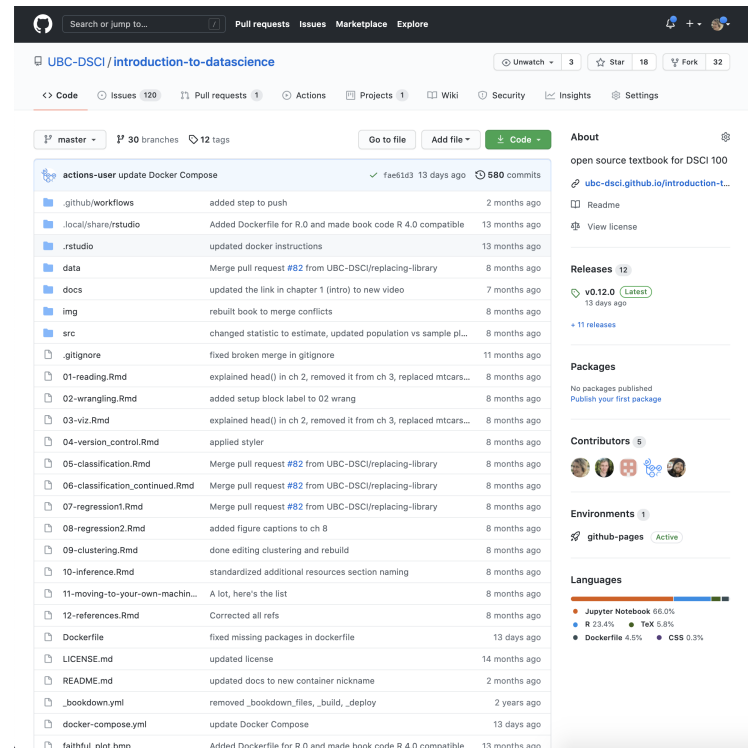 Search or jump to... / Pull requests Issues Marketplace Explore
UBC-DSCI / introduction-to-datascience Unwatch 3 Star 18 Fork 32
<> Code Issues 120 Pull requests 1 Actions Projects 1 Wiki Security Insights Settings
master 30 branches 12 tags Go to file Add file Code
actions-user update Docker Compose fae61d3 13 days ago 580 commits
.github/workflows added step to push 2 months ago
.local/share/rstudio Added Dockerfile for R.0 and made book code R 4.0 compatible 13 months ago
.rstudio updated docker instructions 13 months ago
data Merge pull request #82 from UBC-DSCI/replacing-library 8 months ago
docs updated the link in chapter 1 (intro) to new video 7 months ago
img rebuilt book to merge conflicts 8 months ago
src changed statistic to estimate, updated population vs sample pl... 8 months ago
.gitignore fixed broken merge in gitignore 11 months ago
01-reading.Rmd explained head() in ch 2, removed it from ch 3, replaced mtcars... 8 months ago
02-wrangling.Rmd added setup block label to 02 wrang 8 months ago
03-viz.Rmd explained head() in ch 2, removed it from ch 3, replaced mtcars... 8 months ago
04-version_control.Rmd applied styler 8 months ago
05-classification.Rmd Merge pull request #82 from UBC-DSCI/replacing-library 8 months ago
06-classification_continued.Rmd Merge pull request #82 from UBC-DSCI/replacing-library 8 months ago
07-regression1.Rmd Merge pull request #82 from UBC-DSCI/replacing-library 8 months ago
08-regression2.Rmd added figure captions to ch 8 8 months ago
09-clustering.Rmd done editing clustering and rebuild 8 months ago
10-inference.Rmd standardized additional resources section naming 8 months ago
11-moving-to-your-own-machin... A lot, here's the list 8 months ago
12-references.Rmd Corrected all refs 8 months ago
Dockerfile fixed missing packages in dockerfile 13 days ago
LICENSE.md updated license 14 months ago
README.md updated docs to new container nickname 2 months ago
_bookdown.yml removed _bookdown_files, _build, _deploy 2 years ago
docker-compose.yml update Docker Compose 13 days ago
faithful_plot.bmp Added Dockerfile for R.0 and made book code R 4.0 compatible 13 months ago
About
open source textbook for DSCI 100
ubc-dsci.github.io/introduction-t...
Readme
View license
Releases 12
v0.12.0 Latest
13 days ago
+ 11 releases
Packages
No packages published
Publish your first package
Contributors 5
Environments 1
github-pages Active
Languages
Jupyter Notebook 66.0%
R 23.4% TeX 5.8%
Dockerfile 4.5% CSS 0.3%